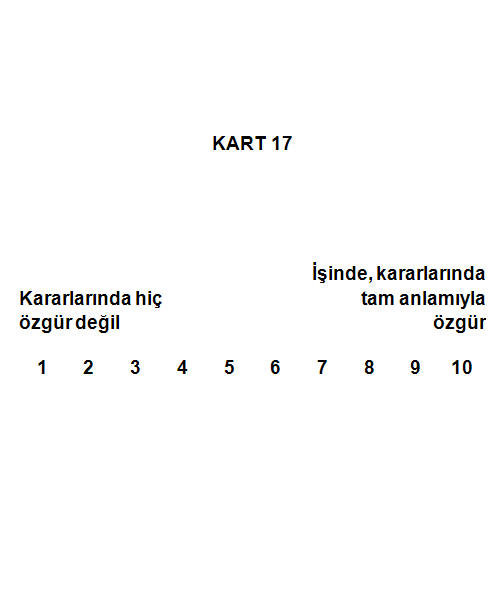 KART 17
Kararlarında hiç
özgür değil
İşinde, kararlarında
tam anlamıyla
özgür
1 2 3 4 5 6 7 8 9 10